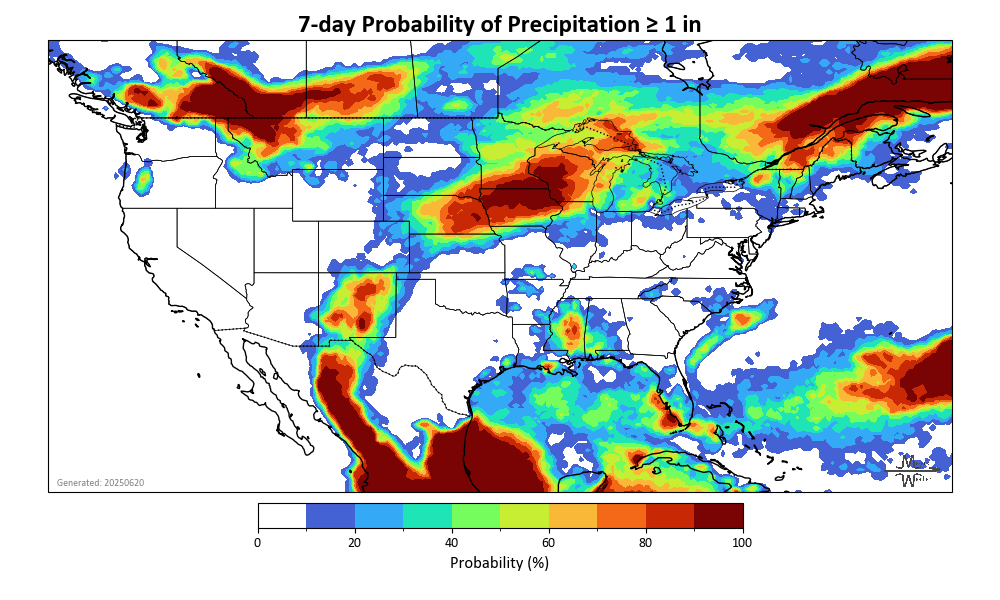 7-day Probability of Precipitation ≥ 1 in
Generated: 20250620
0 20 40 60 80 100
Probability (%)